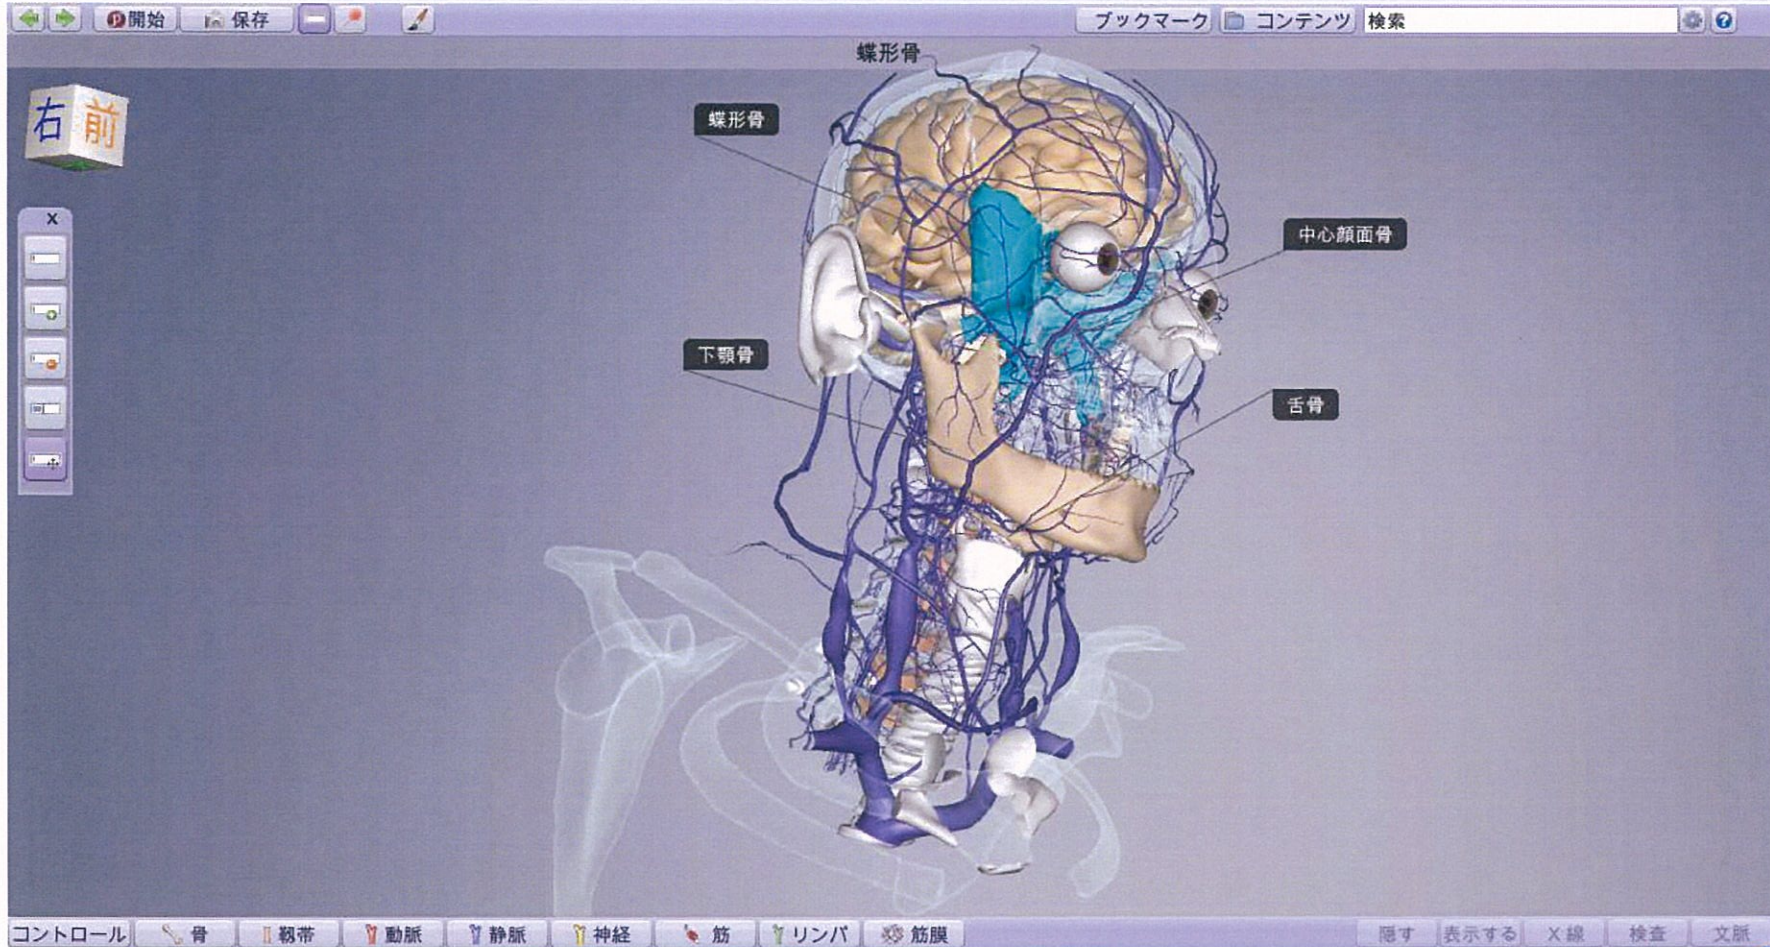 開始
保存
ブックマーク
コンテンツ
検索
?
蝶形骨
右
前
蝶形骨
中心顔面骨
X
下顎骨
舌骨
コントロール
骨
靱帯
動脈
静脈
神経
筋
リンパ
筋膜
隠す
表示する
X 線
検査
文脈